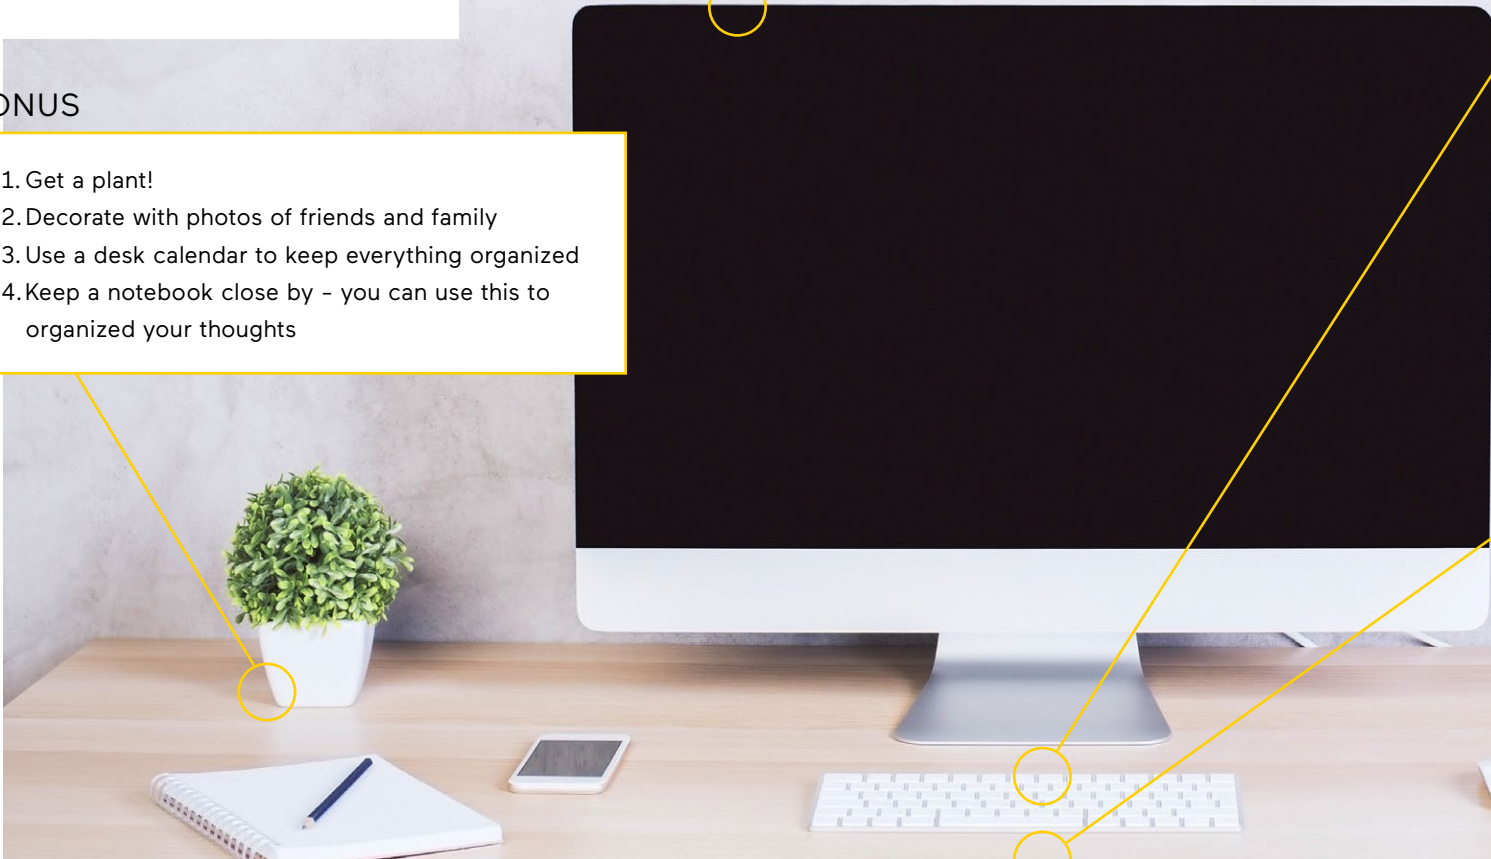 ONUS
1. Get a plant!
2. Decorate with photos of friends and family
3. Use a desk calendar to keep everything organized
4. Keep a notebook close by - you can use this to
organized your thoughts